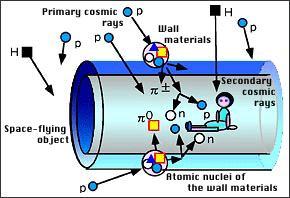 Primary cosmic
rays
Wall
materials
H
p
p
p
H
p
Secondary
cosmic
rays
π±
n
p
Space-flying
object
π0
n
p
p
Atomic nuclei of
the wall materials